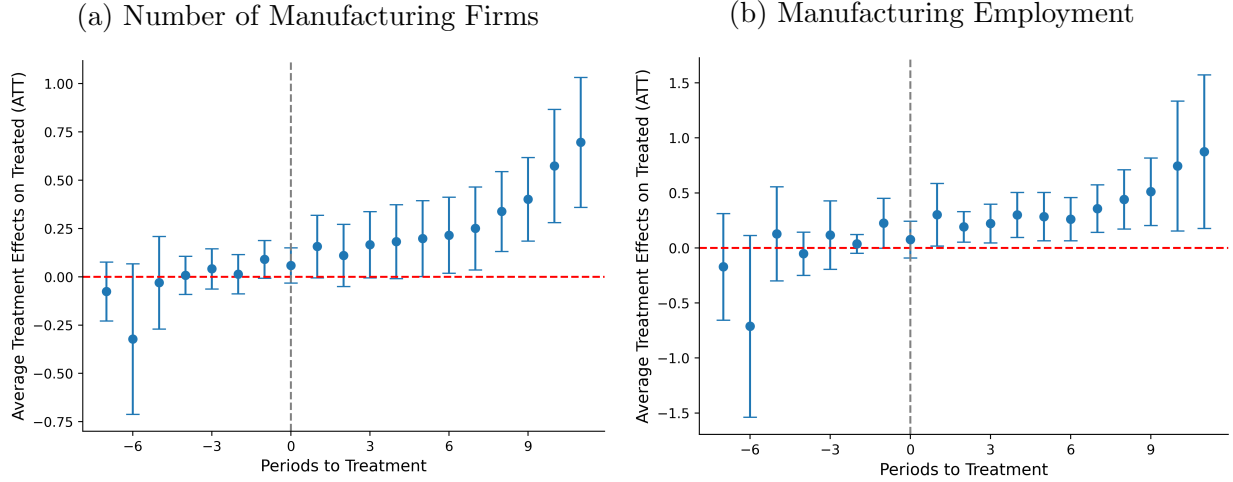 (a) Number of Manufacturing Firms
Average Treatment Effects on Treated (ATT)
1.00
0.75
0.50
0.25
0.00
−0.25
−0.50
−0.75
−6 −3 0 3 6 9
Periods to Treatment
(b) Manufacturing Employment
Average Treatment Effects on Treated (ATT)
1.5
1.0
0.5
0.0
−0.5
−1.0
−1.5
−6 −3 0 3 6 9
Periods to Treatment